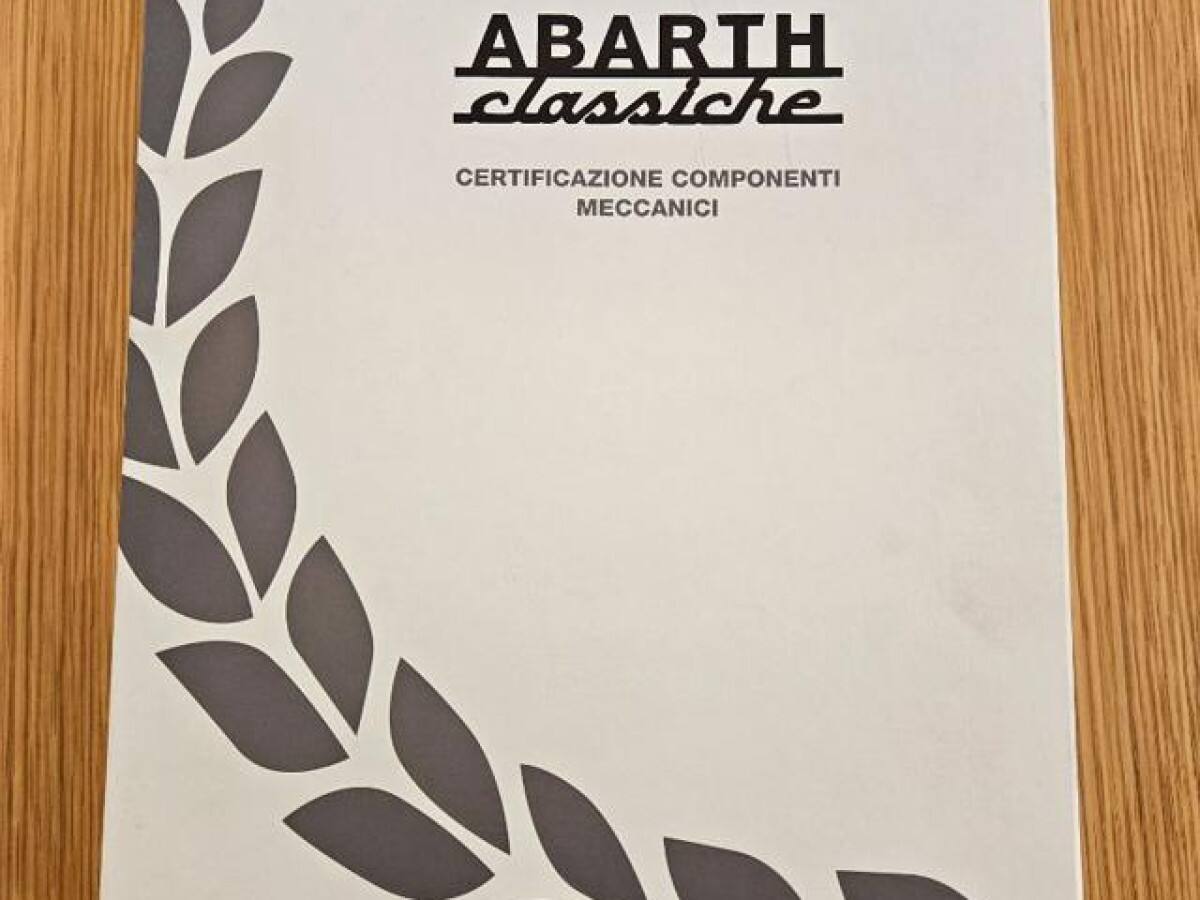 ABARTH
classiche
CERTIFICAZIONE COMPONENTI
MECCANICI